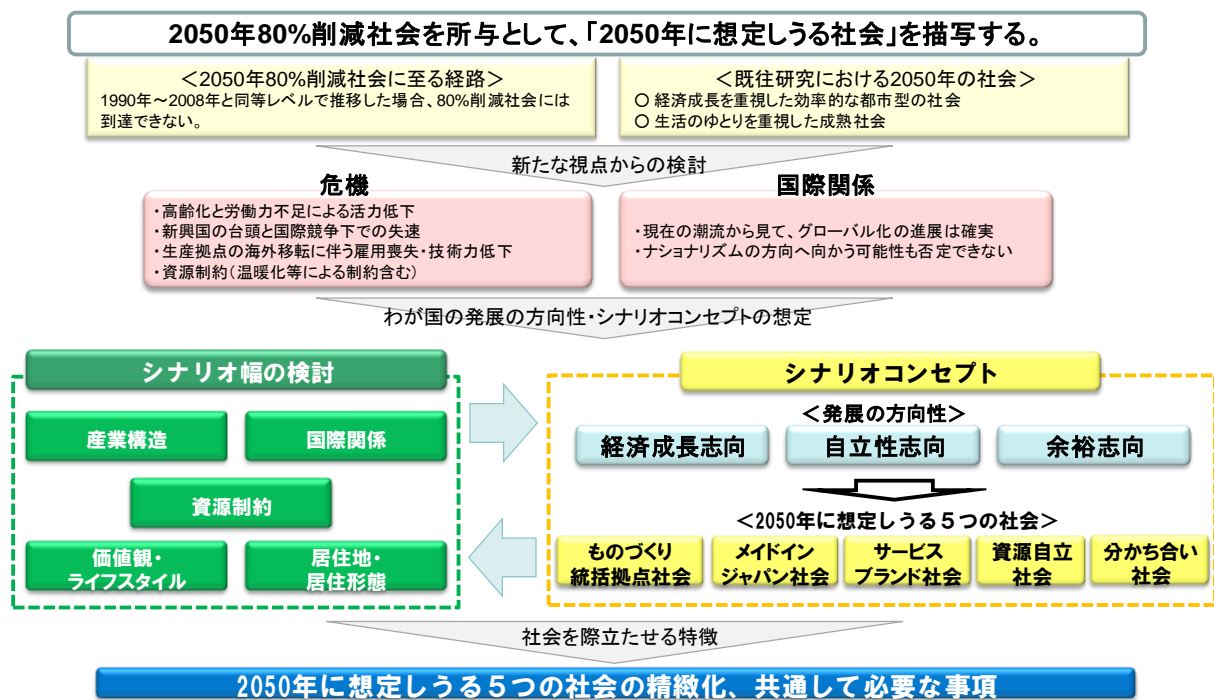 2050年80%削減社会を所与として、「2050年に想定しうる社会」を描写する。
＜2050年80%削減社会に至る経路＞
1990年～2008年と同等レベルで推移した場合、80%削減社会には
到達できない。
＜既往研究における2050年の社会＞
○ 経済成長を重視した効率的な都市型の社会
○ 生活のゆとりを重視した成熟社会
新たな視点からの検討
危機
・高齢化と労働力不足による活力低下
・新興国の台頭と国際競争下での失速
・生産拠点の海外移転に伴う雇用喪失・技術力低下
・資源制約（温暖化等による制約含む）
国際関係
・現在の潮流から見て、グローバル化の進展は確実
・ナショナリズムの方向へ向かう可能性も否定できない
わが国の発展の方向性・シナリオコンセプトの想定
シナリオ幅の検討
産業構造
国際関係
資源制約
価値観・
ライフスタイル
居住地・
居住形態
シナリオコンセプト
＜発展の方向性＞
経済成長志向
自立性志向
余裕志向
＜2050年に想定しうる５つの社会＞
ものづくり
統括拠点社会
メイドイン
ジャパン社会
サービス
ブランド社会
資源自立
社会
分かち合い
社会
社会を際立たせる特徴
2050年に想定しうる５つの社会の精緻化、共通して必要な事項